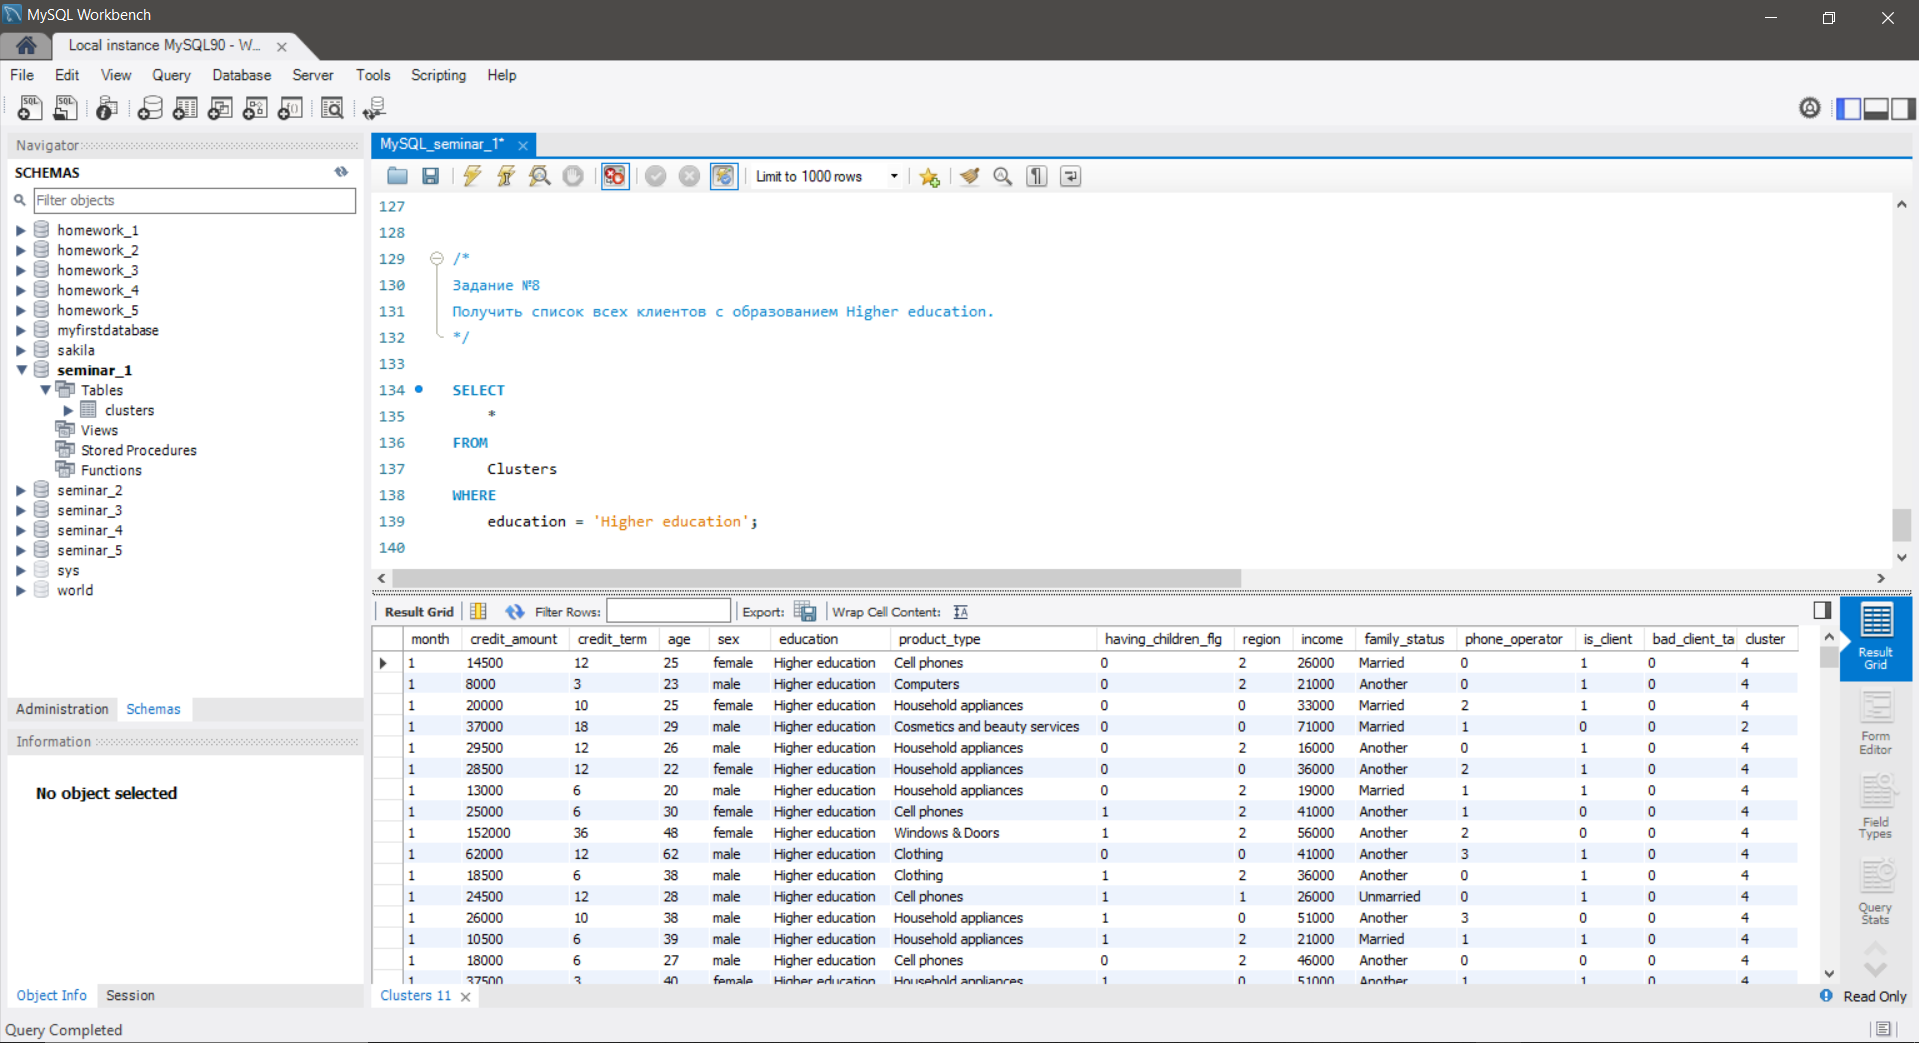 MySQL Workbench
Local instance MySQL90 - W...
File Edit View Query Database Server Tools Scripting Help
Navigator
SCHEMAS
Filter objects
homework_1
homework_2
homework_3
homework_4
homework_5
myfirstdatabase
sakila
seminar_1
Tables
clusters
Views
Stored Procedures
Functions
seminar_2
seminar_3
seminar_4
seminar_5
sys
world
Administration Schemas
Information
No object selected
Object Info Session
MySQL_seminar_1*
Limit to 1000 rows
127
128
129 /*
130 Задание №8
131 Получить список всех клиентов с образованием Higher education.
132 */
133
134 SELECT
135 *
136 FROM
137 Clusters
138 WHERE
139 education = 'Higher education';
140
Result Grid Filter Rows: Export: Wrap Cell Content:
month credit_amount credit_term age sex education product_type having_children_flg region income family_status phone_operator is_client bad_client_ta cluster
1 14500 12 25 female Higher education Cell phones 0 2 26000 Married 0 1 0 4
1 8000 3 23 male Higher education Computers 0 2 21000 Another 0 1 0 4
1 20000 10 25 female Higher education Household appliances 0 0 33000 Married 2 1 0 4
1 37000 18 29 male Higher education Cosmetics and beauty services 0 0 71000 Married 1 0 0 2
1 29500 12 26 male Higher education Household appliances 0 2 16000 Another 0 1 0 4
1 28500 12 22 female Higher education Household appliances 0 0 36000 Another 2 1 0 4
1 13000 6 20 male Higher education Household appliances 0 2 19000 Married 1 1 0 4
1 25000 6 30 female Higher education Cell phones 1 2 41000 Another 1 0 0 4
1 152000 36 48 female Higher education Windows & Doors 1 2 56000 Another 2 0 0 4
1 62000 12 62 male Higher education Clothing 0 0 41000 Another 3 1 0 4
1 18500 6 38 male Higher education Clothing 1 2 36000 Another 0 1 0 4
1 24500 12 28 male Higher education Cell phones 1 1 26000 Unmarried 0 1 0 4
1 26000 10 38 male Higher education Household appliances 1 0 51000 Another 3 0 0 4
1 10500 6 39 male Higher education Household appliances 1 2 21000 Married 1 1 0 4
1 18000 6 27 male Higher education Cell phones 0 2 46000 Another 0 0 0 4
1 37500 3 40 female Higher education Household appliances 1 0 51000 Another 1 1 0 4
Result
Grid
Form
Editor
Field
Types
Query
Stats
Clusters 11
Read Only
Query Completed